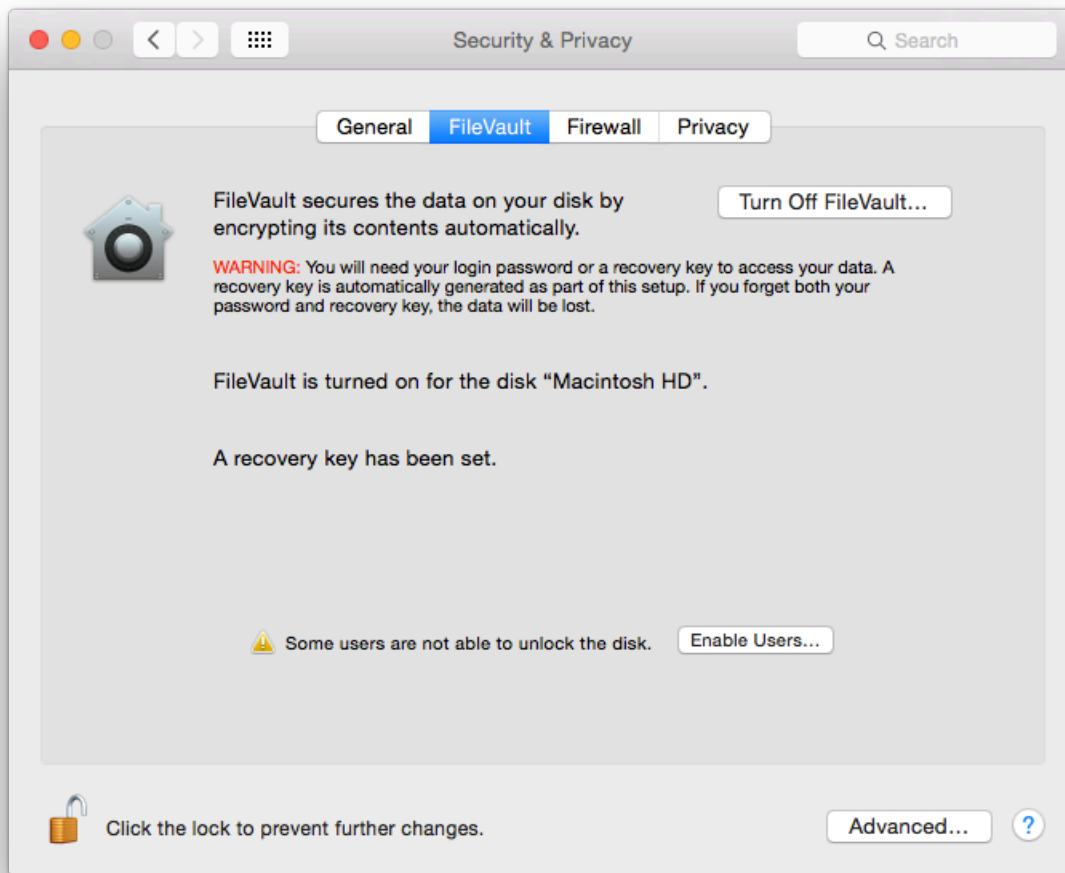 Security & Privacy
Search
General
FileVault
Firewall
Privacy
FileVault secures the data on your disk by
encrypting its contents automatically.
Turn Off FileVault...
WARNING: You will need your login password or a recovery key to access your data. A
recovery key is automatically generated as part of this setup. If you forget both your
password and recovery key, the data will be lost.
FileVault is turned on for the disk “Macintosh HD”.
A recovery key has been set.
Some users are not able to unlock the disk.
Enable Users...
Click the lock to prevent further changes.
Advanced...
?